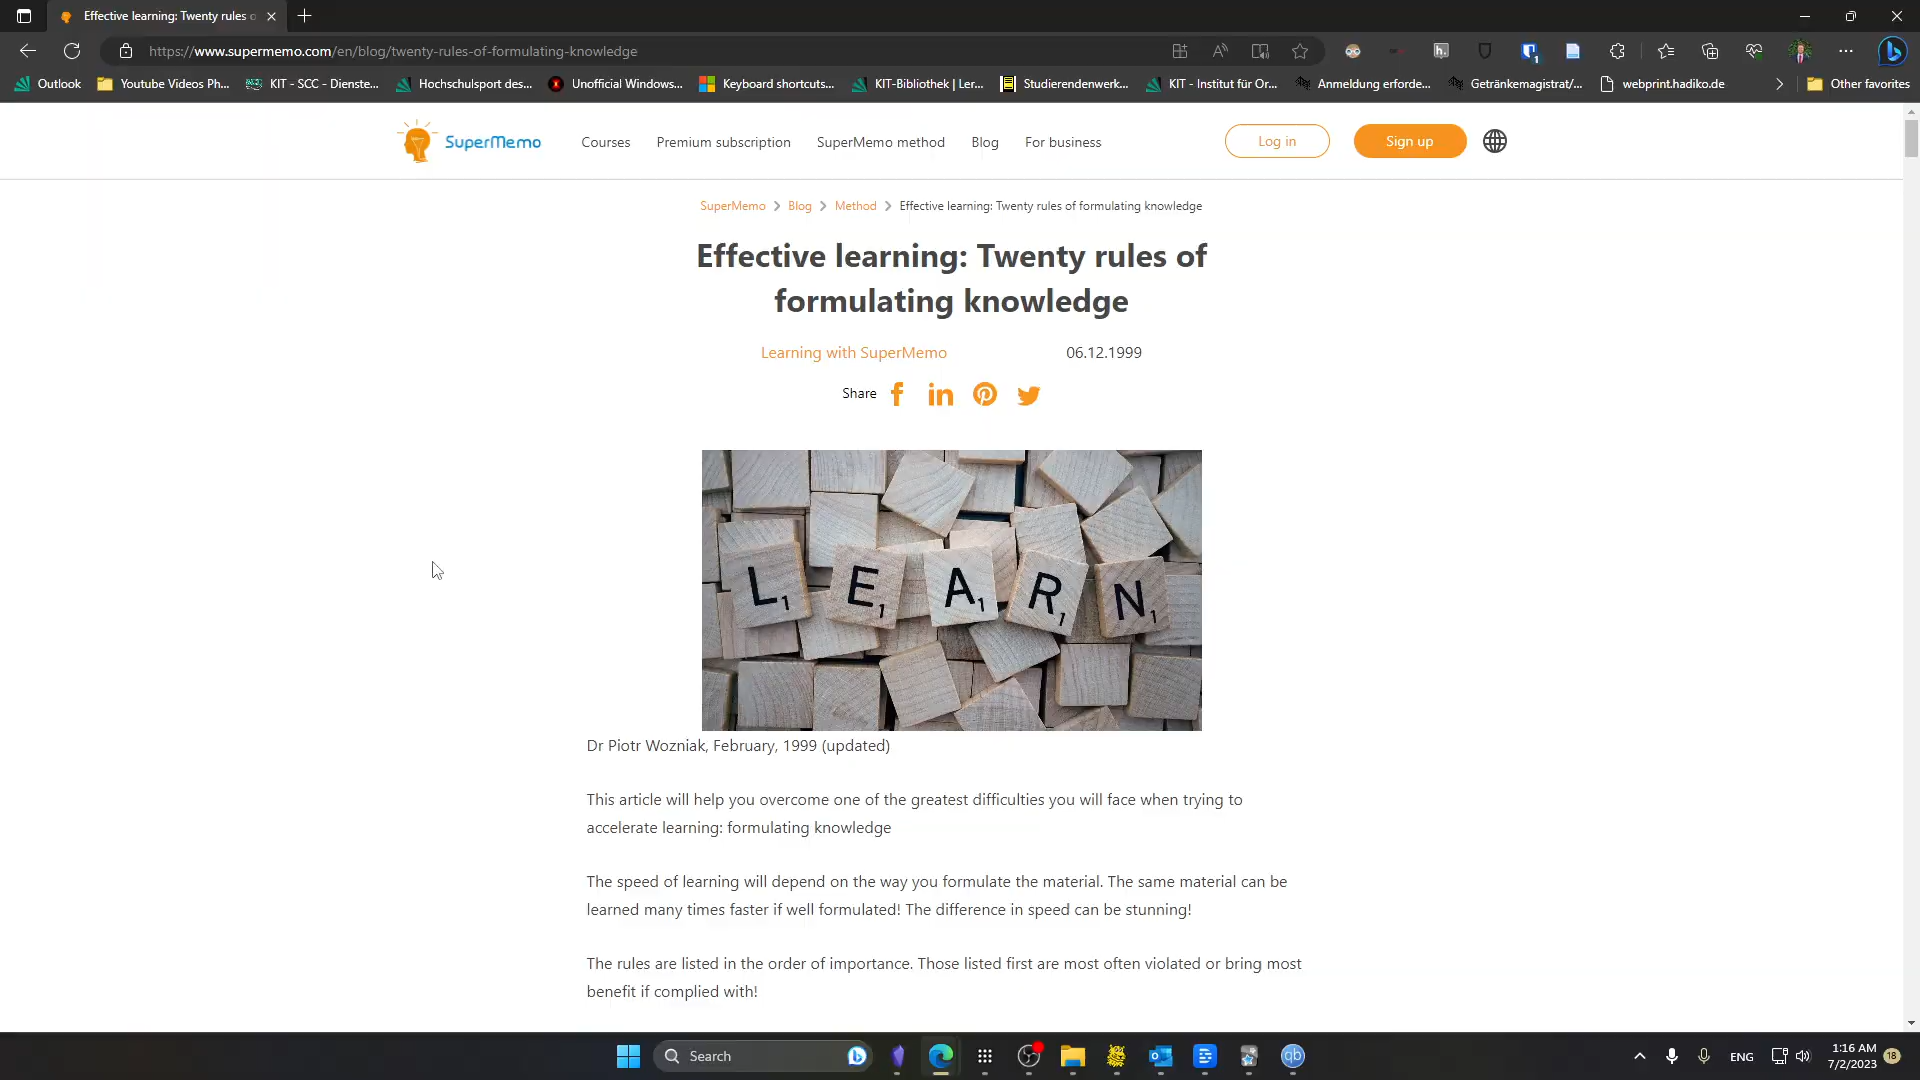 Effective learning: Twenty rules o
https://www.supermemo.com/en/blog/twenty-rules-of-formulating-knowledge
Outlook Youtube Videos Ph... KIT - SCC - Dienste... Hochschulsport des... Unofficial Windows... Keyboard shortcuts... KIT-Bibliothek | Ler... Studierendenwerk... KIT - Institut für Or... Anmeldung erforde... Getränkemagistrat/... webprint.hadiko.de Other favorites
SuperMemo Courses Premium subscription SuperMemo method Blog For business Log in Sign up
SuperMemo > Blog > Method > Effective learning: Twenty rules of formulating knowledge
Effective learning: Twenty rules of
formulating knowledge
Learning with SuperMemo 06.12.1999
Share
L1 E1 A1 R1 N1
Dr Piotr Wozniak, February, 1999 (updated)
This article will help you overcome one of the greatest difficulties you will face when trying to
accelerate learning: formulating knowledge
The speed of learning will depend on the way you formulate the material. The same material can be
learned many times faster if well formulated! The difference in speed can be stunning!
The rules are listed in the order of importance. Those listed first are most often violated or bring most
benefit if complied with!
Search ENG 1:16 AM
7/2/2023 18